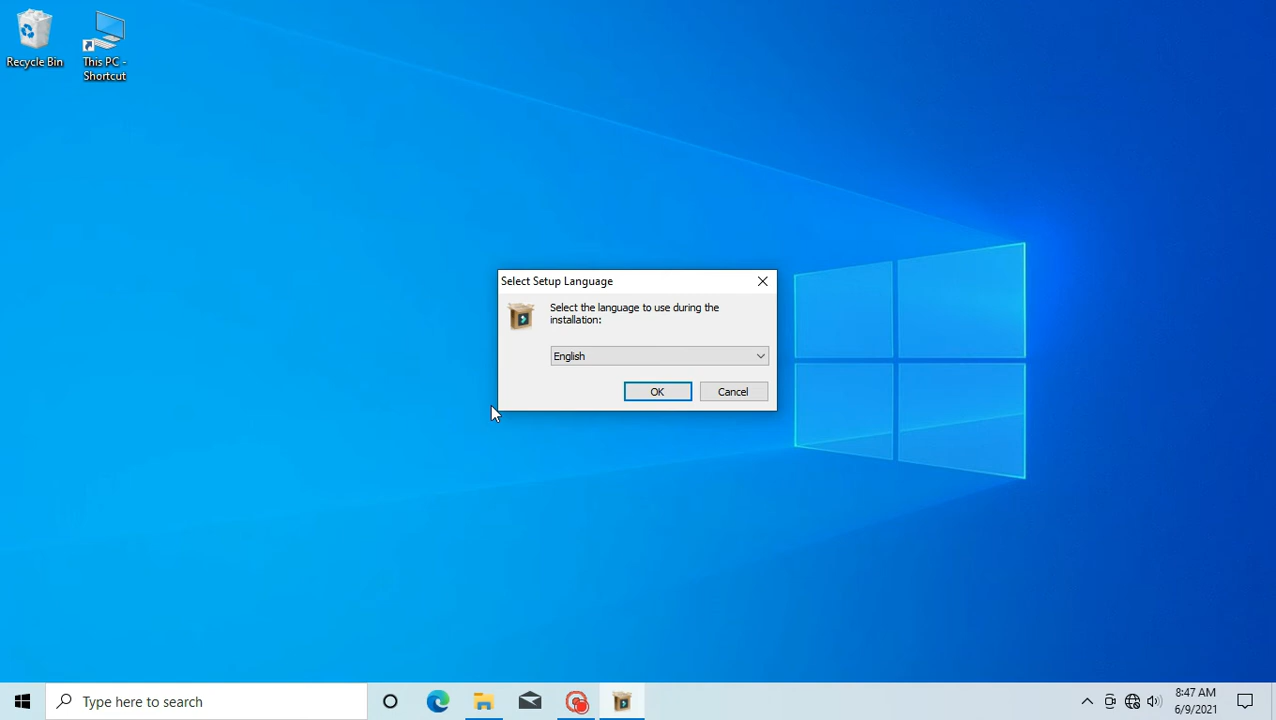 Recycle Bin
This PC -
Shortcut
Select Setup Language
Select the language to use during the
installation:
English
OK
Cancel
Type here to search
8:47 AM
6/9/2021